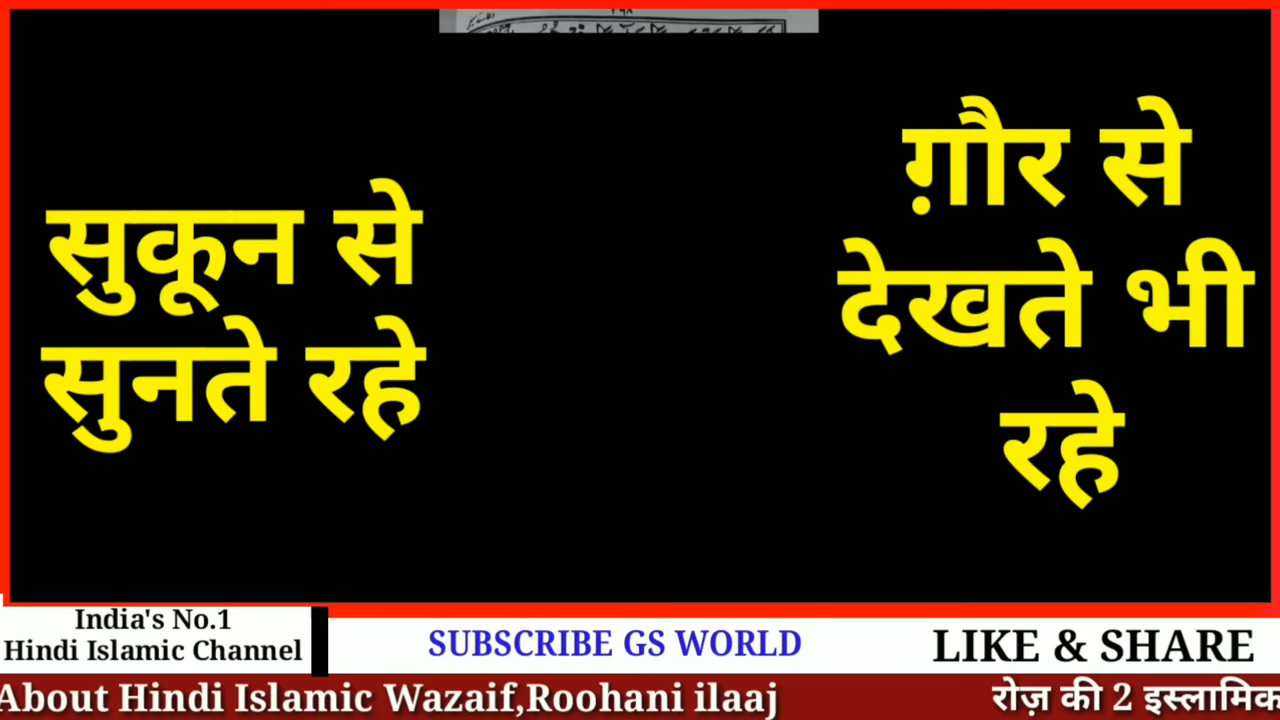 सुकून से
सुनते रहे
ग़ौर से
देखते भी
रहे
India's No.1
Hindi Islamic Channel
SUBSCRIBE GS WORLD
LIKE & SHARE
About Hindi Islamic Wazaif,Roohani ilaaj
रोज़ की 2 इस्लामिक